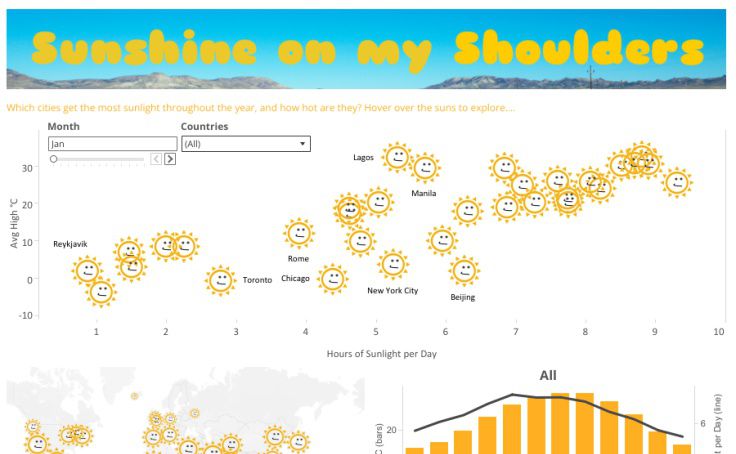 Sunshine on my Shoulders
Which cities get the most sunlight throughout the year, and how hot are they? Hover over the suns to explore....
Month
Countries
Jan
(All)
Avg High °C
30
20
10
0
-10
Lagos
Manila
Reykjavik
Rome
Toronto
Chicago
New York City
Beijing
1 2 3 4 5 6 7 8 9 10
Hours of Sunlight per Day
All
20
C (bars)
6
per Day (line)